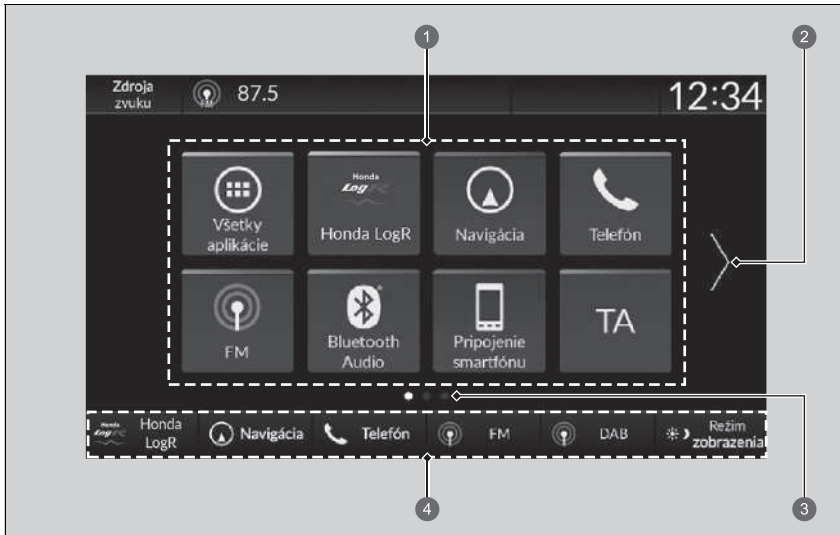 1
2
Zdroja
zvuku
FM
87.5
12:34
Všetky
aplikácie
Honda
LogR
Honda LogR
Navigácia
Telefón
FM
Bluetooth
Audio
Pripojenie
smartfónu
TA
Honda
LogR
Honda
LogR
Navigácia
Telefón
FM
DAB
Režim
zobrazenia
4
3